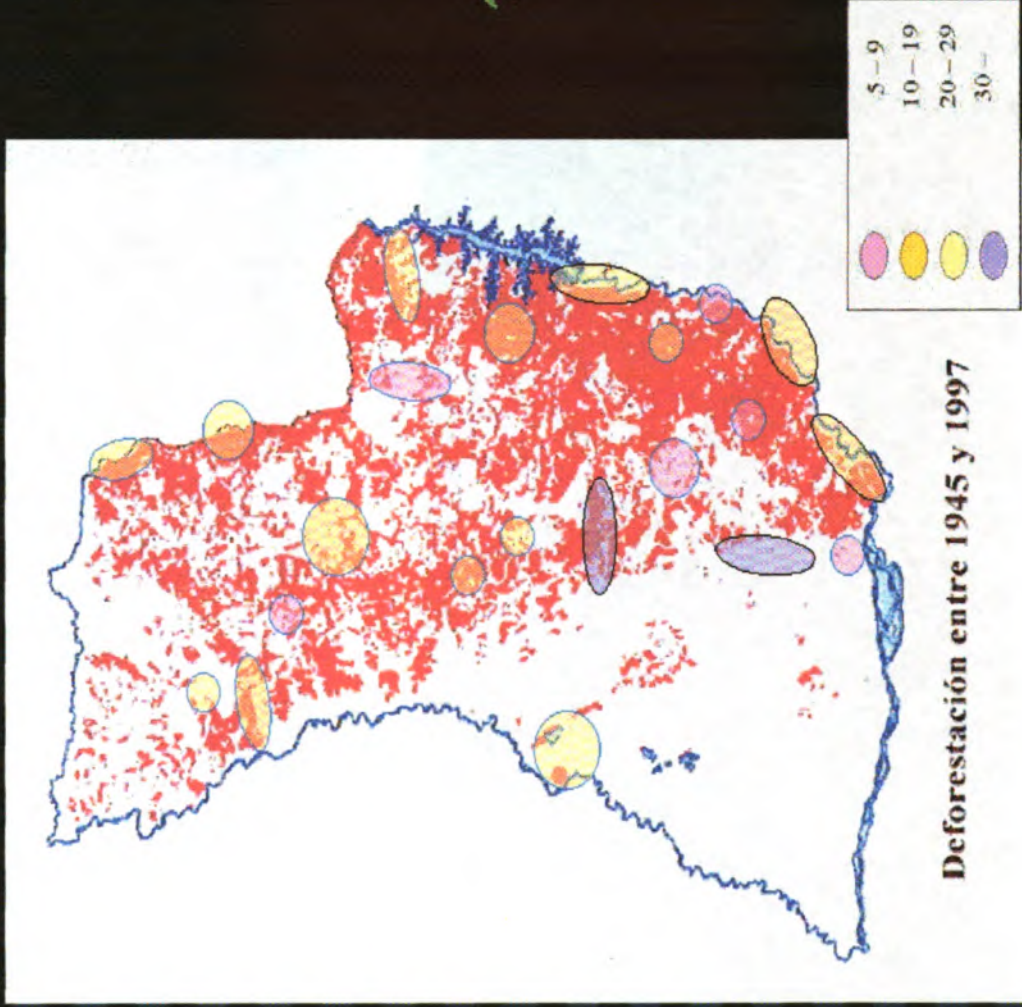 Deforestación entre 1945 y 1997
5 – 9
10 – 19
20 – 29
30 –